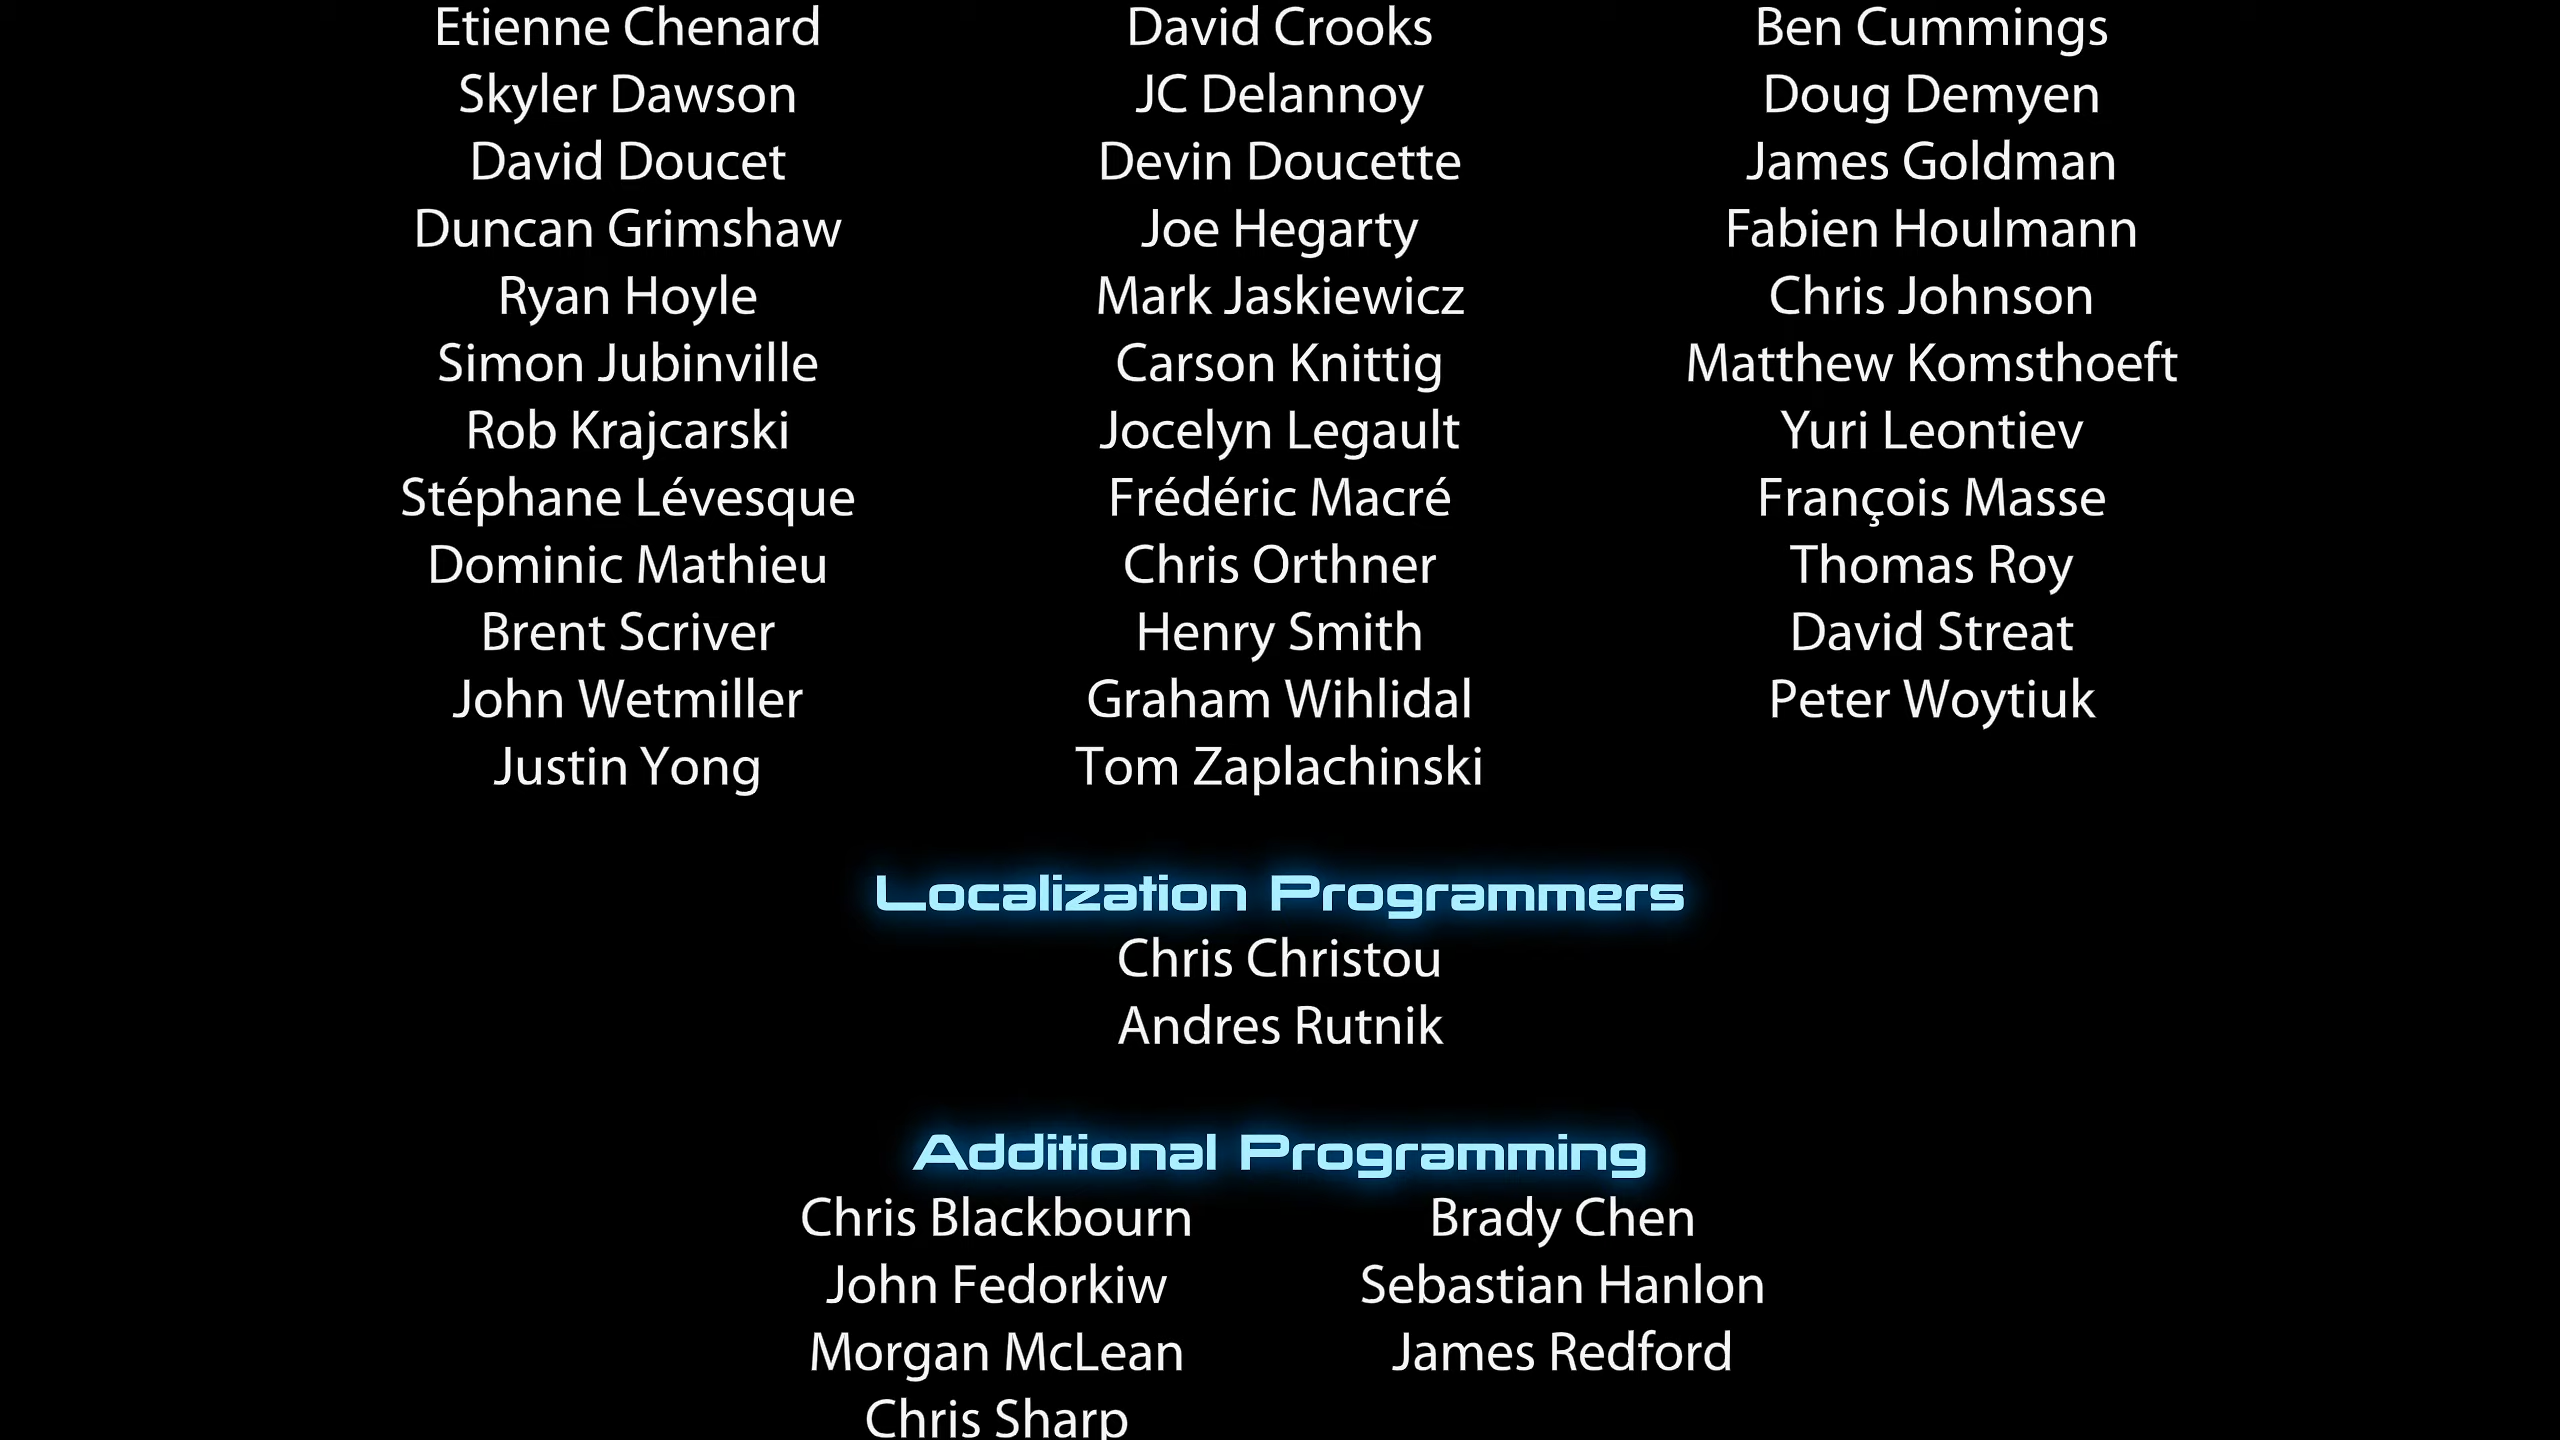 Etienne Chenard David Crooks Ben Cummings
Skyler Dawson JC Delannoy Doug Demyen
David Doucet Devin Doucette James Goldman
Duncan Grimshaw Joe Hegarty Fabien Houlmann
Ryan Hoyle Mark Jaskiewicz Chris Johnson
Simon Jubinville Carson Knittig Matthew Komsthoeft
Rob Krajcarski Jocelyn Legault Yuri Leontiev
Stéphane Lévesque Frédéric Macré François Masse
Dominic Mathieu Chris Orthner Thomas Roy
Brent Scriver Henry Smith David Streat
John Wetmiller Graham Wihlidal Peter Woytiuk
Justin Yong Tom Zaplachinski
Localization Programmers
Chris Christou
Andres Rutnik
Additional Programming
Chris Blackbourn Brady Chen
John Fedorkiw Sebastian Hanlon
Morgan McLean James Redford
Chris Sharp